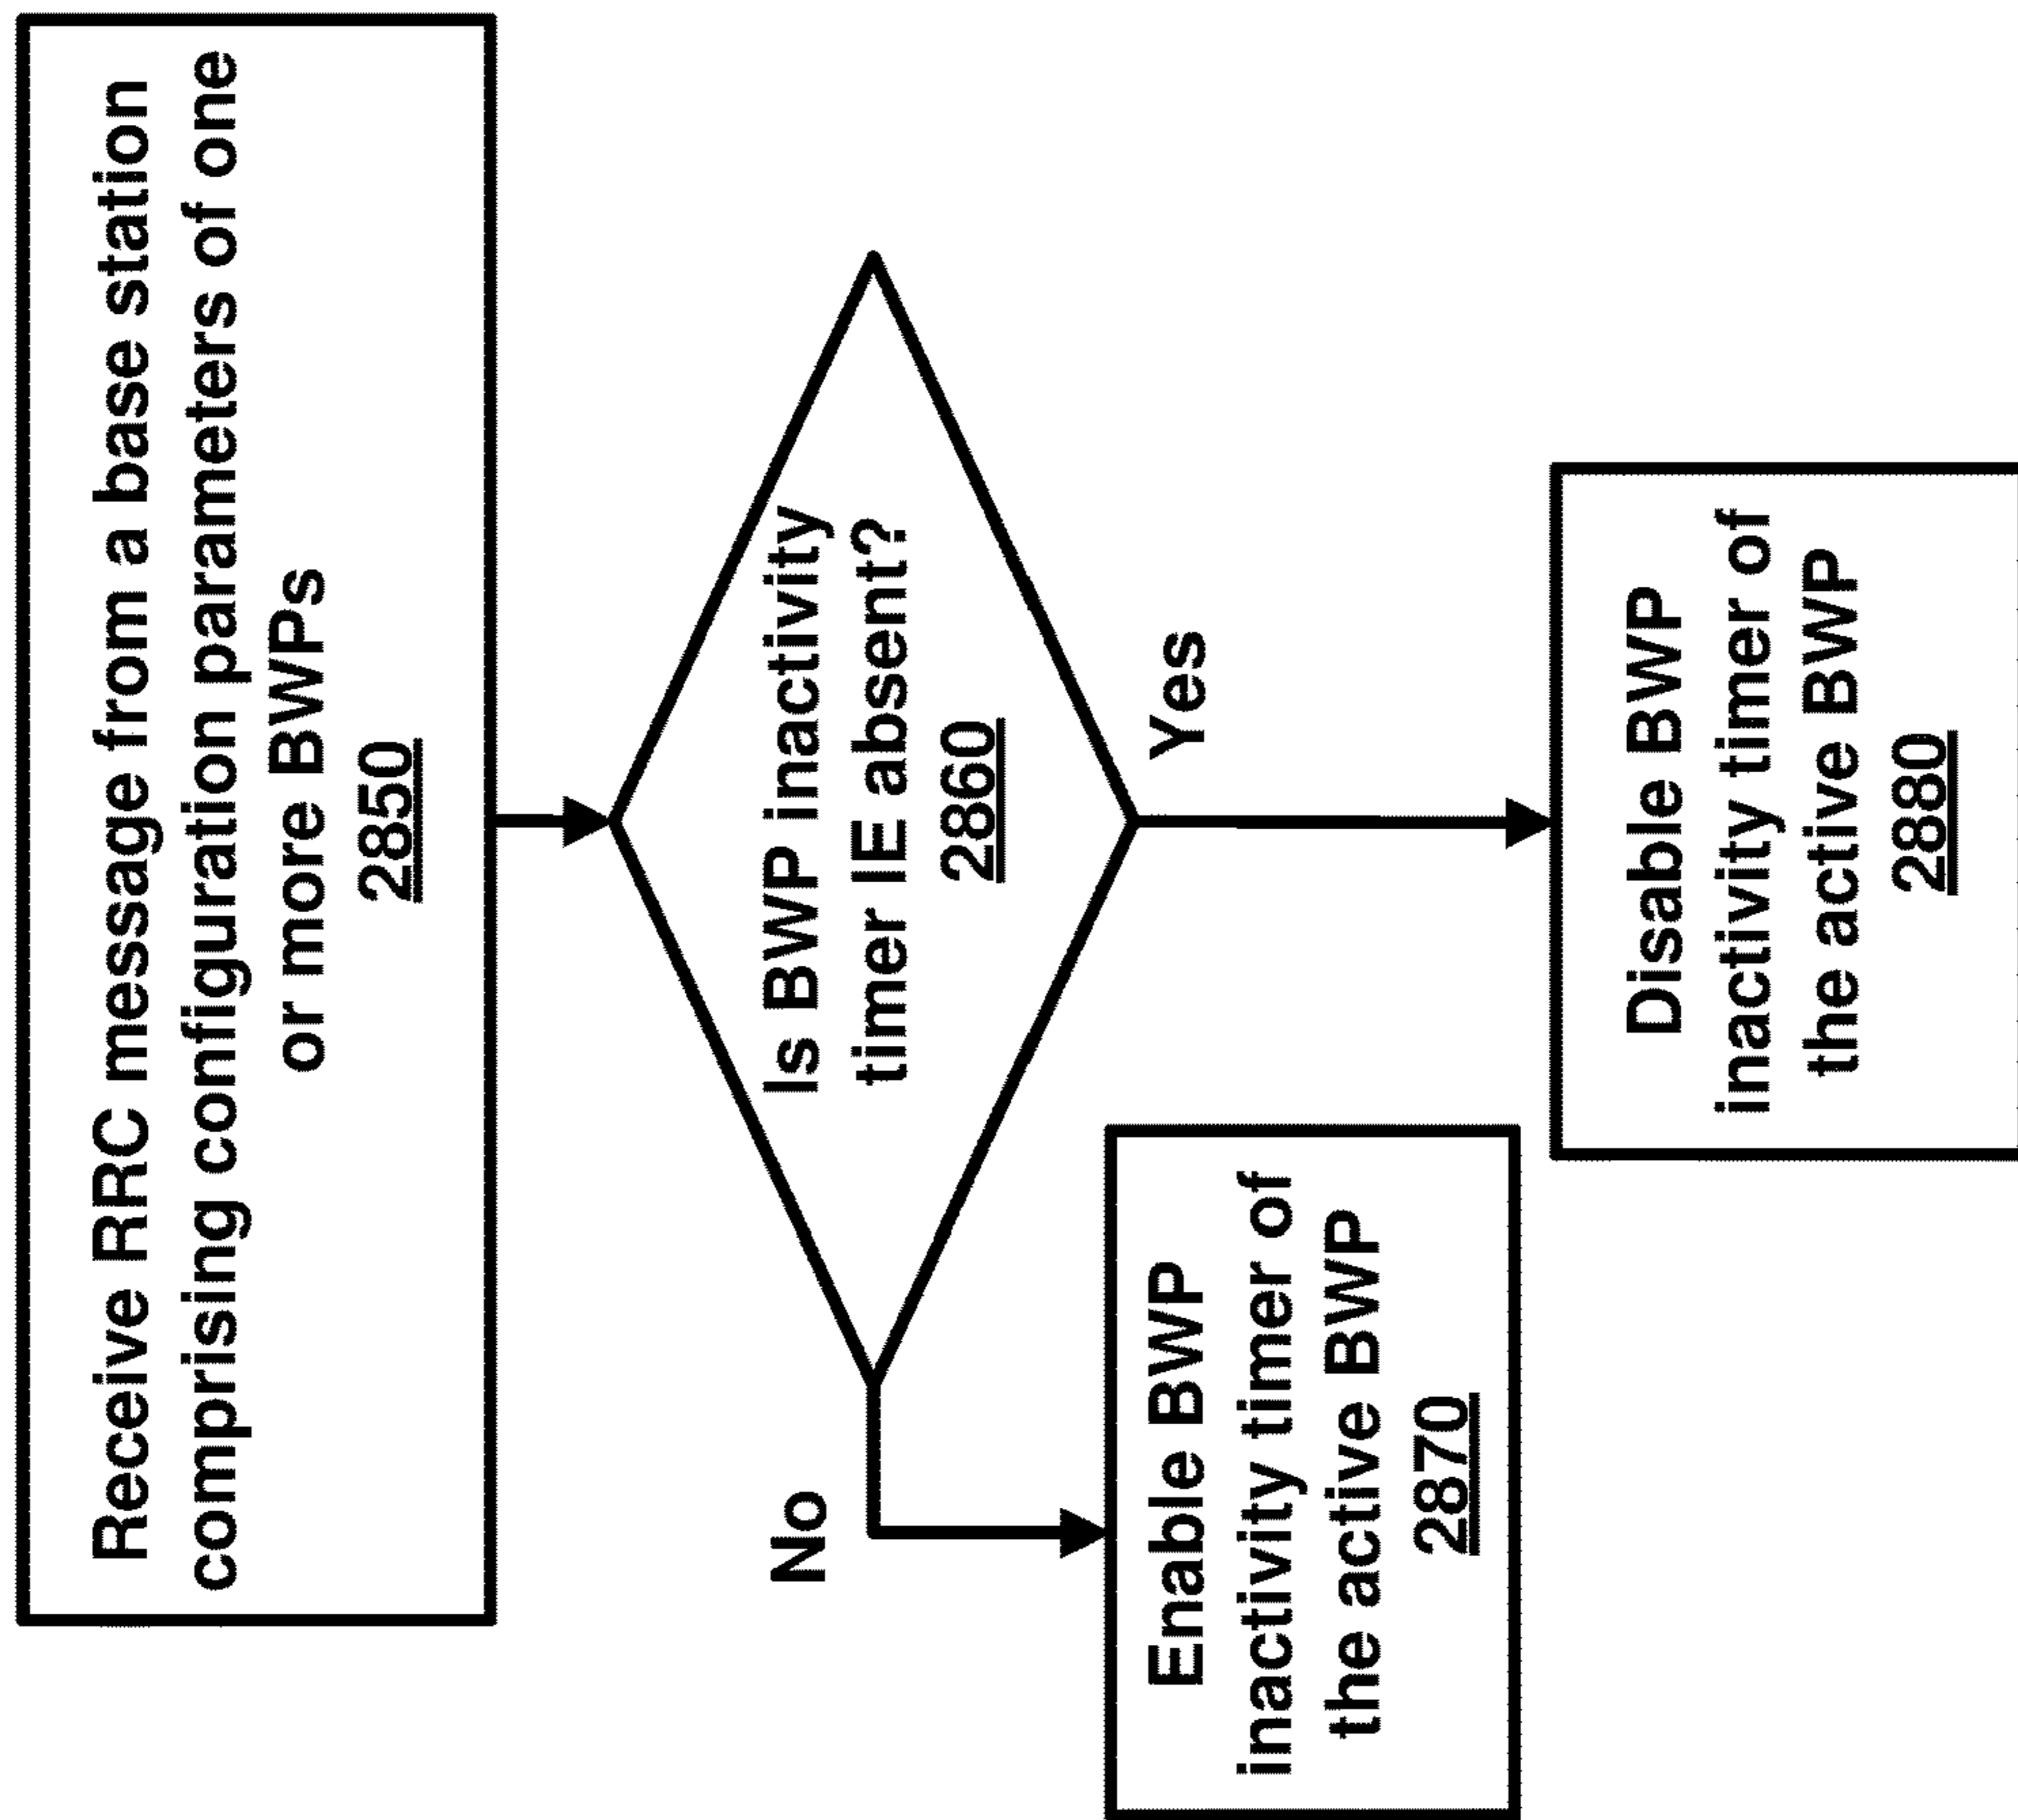 Receive RRC message from a base station
comprising configuration parameters of one
or more BWPs
2850
Is BWP inactivity
timer IE absent?
2860
No
Yes
Enable BWP
inactivity timer of
the active BWP
2870
Disable BWP
inactivity timer of
the active BWP
2880